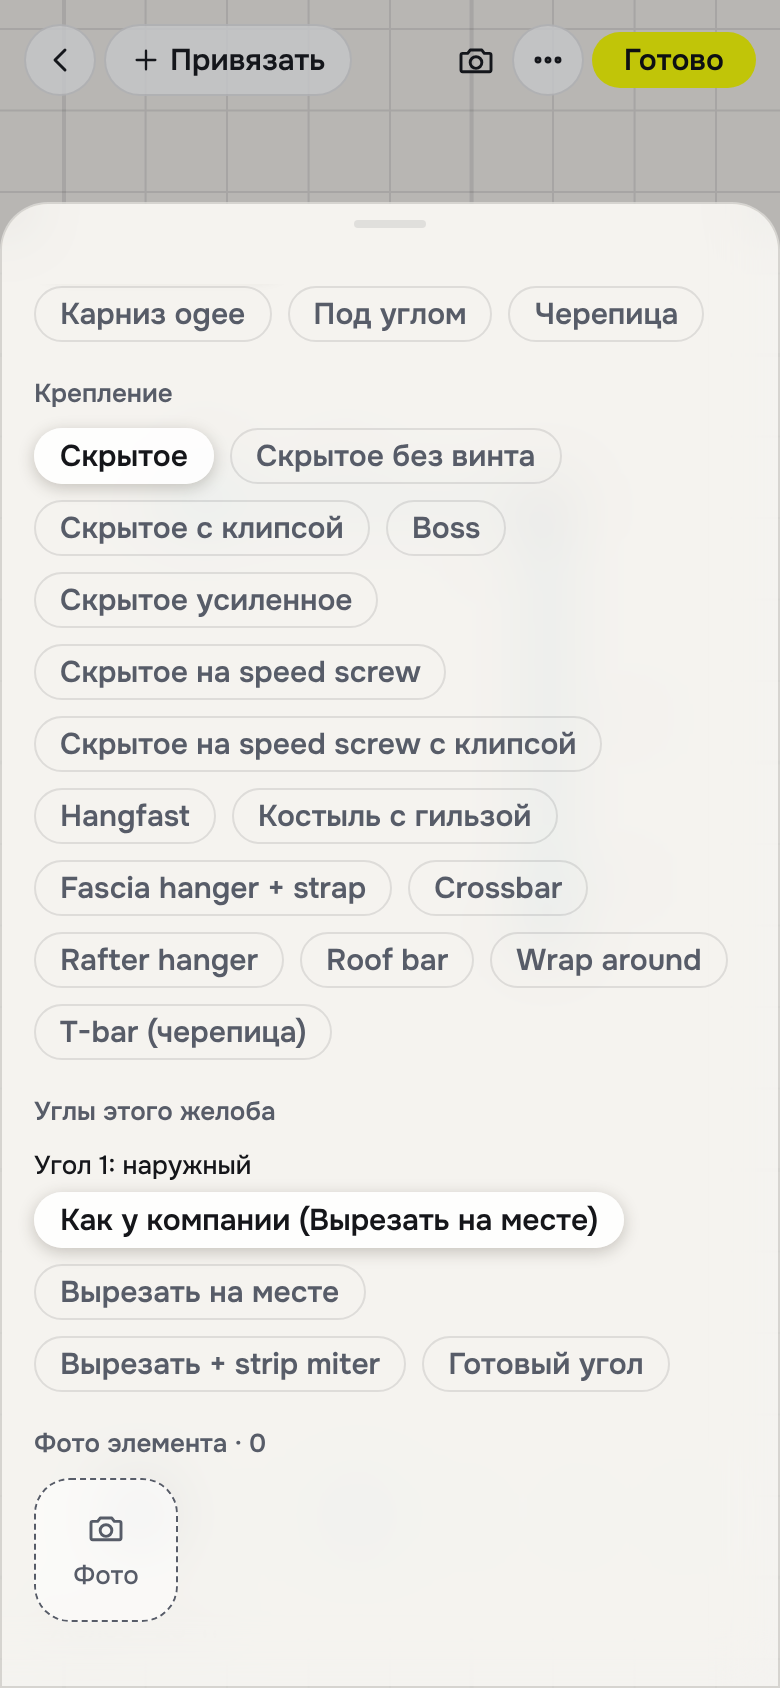 Привязать
Готово
Карниз ogee
Под углом
Черепица
Крепление
Скрытое
Скрытое без винта
Скрытое с клипсой
Boss
Скрытое усиленное
Скрытое на speed screw
Скрытое на speed screw с клипсой
Hangfast
Костыль с гильзой
Fascia hanger + strap
Crossbar
Rafter hanger
Roof bar
Wrap around
T-bar (черепица)
Углы этого желоба
Угол 1: наружный
Как у компании (Вырезать на месте)
Вырезать на месте
Вырезать + strip miter
Готовый угол
Фото элемента · 0
Фото